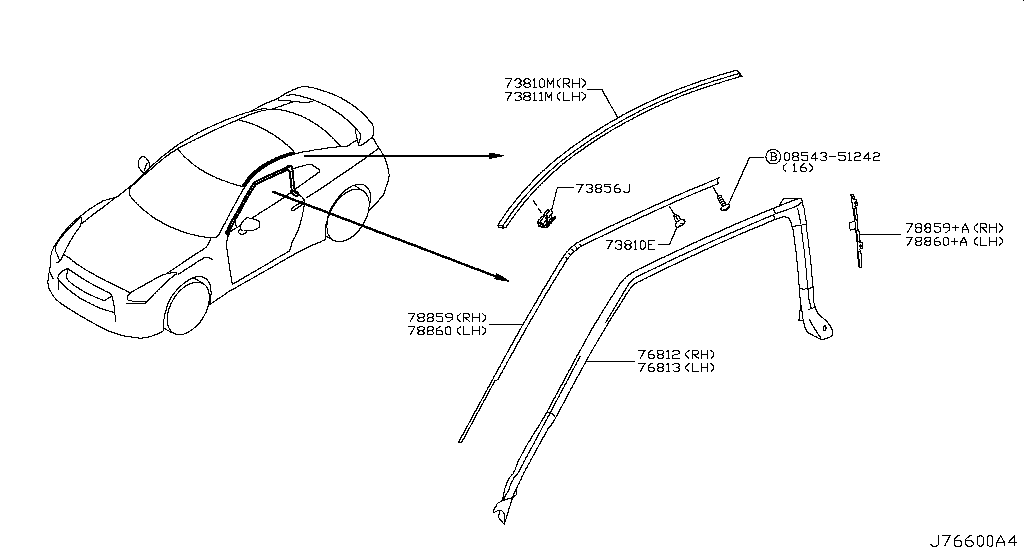 73810M(RH)
73811M(LH)
B 08543-51242
(16)
73856J
73810E
78859+A(RH)
78860+A(LH)
78859(RH)
78860(LH)
76812(RH)
76813(LH)
J76600A4